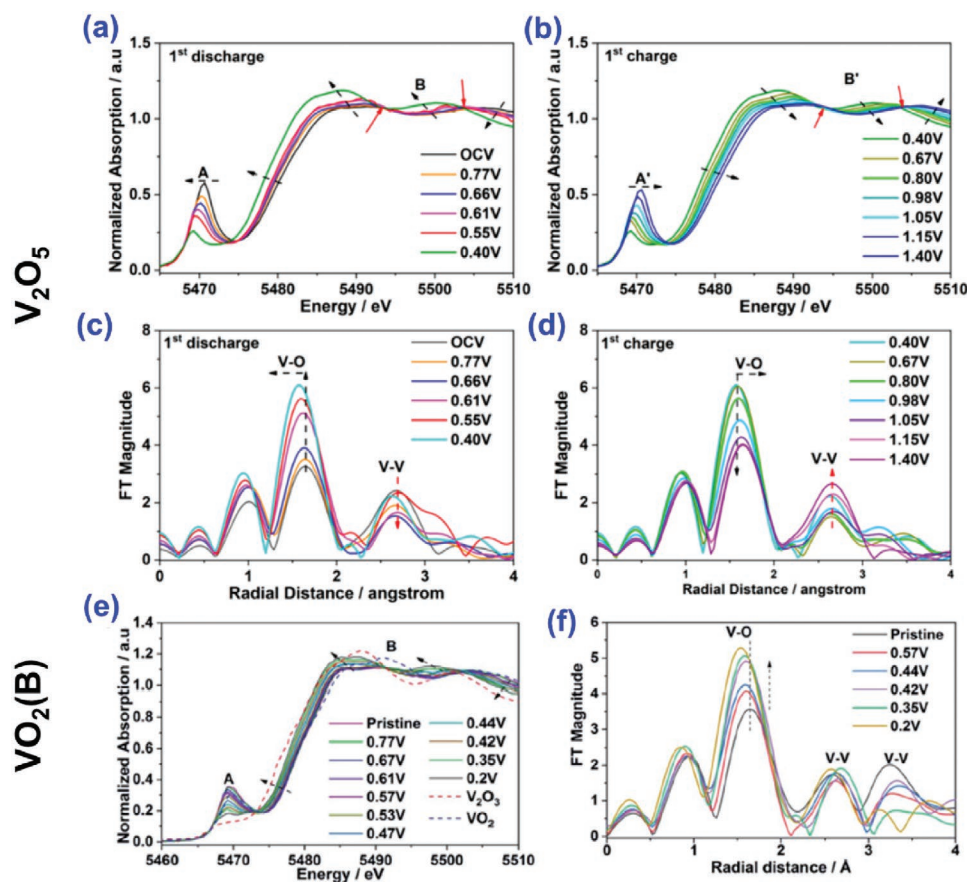 V₂O₅
(a)
1st discharge
B
A
Normalized Absorption / a.u
1.5
1.0
0.5
0.0
OCV
0.77V
0.66V
0.61V
0.55V
0.40V
5470 5480 5490 5500 5510
Energy / eV
(b)
1st charge
B'
A'
Normalized Absorption / a.u
1.5
1.0
0.5
0.0
0.40V
0.67V
0.80V
0.98V
1.05V
1.15V
1.40V
5470 5480 5490 5500 5510
Energy / eV
(c)
1st discharge
V-O
V-V
FT Magnitude
8
6
4
2
0
OCV
0.77V
0.66V
0.61V
0.55V
0.40V
0 1 2 3 4
Radial Distance / angstrom
(d)
1st charge
V-O
V-V
FT Magnitude
8
6
4
2
0
0.40V
0.67V
0.80V
0.98V
1.05V
1.15V
1.40V
0 1 2 3 4
Radial Distance / angstrom
VO₂(B)
(e)
B
A
Normalized Absorption / a.u
1.4
1.2
1.0
0.8
0.6
0.4
0.2
0.0
Pristine
0.77V
0.67V
0.61V
0.57V
0.53V
0.47V
0.44V
0.42V
0.35V
0.2V
V₂O₃
VO₂
5460 5470 5480 5490 5500 5510
Energy / eV
(f)
V-O
V-V
V-V
FT Magnitude
6
5
4
3
2
1
0
Pristine
0.57V
0.44V
0.42V
0.35V
0.2V
0 1 2 3 4
Radial distance / Å